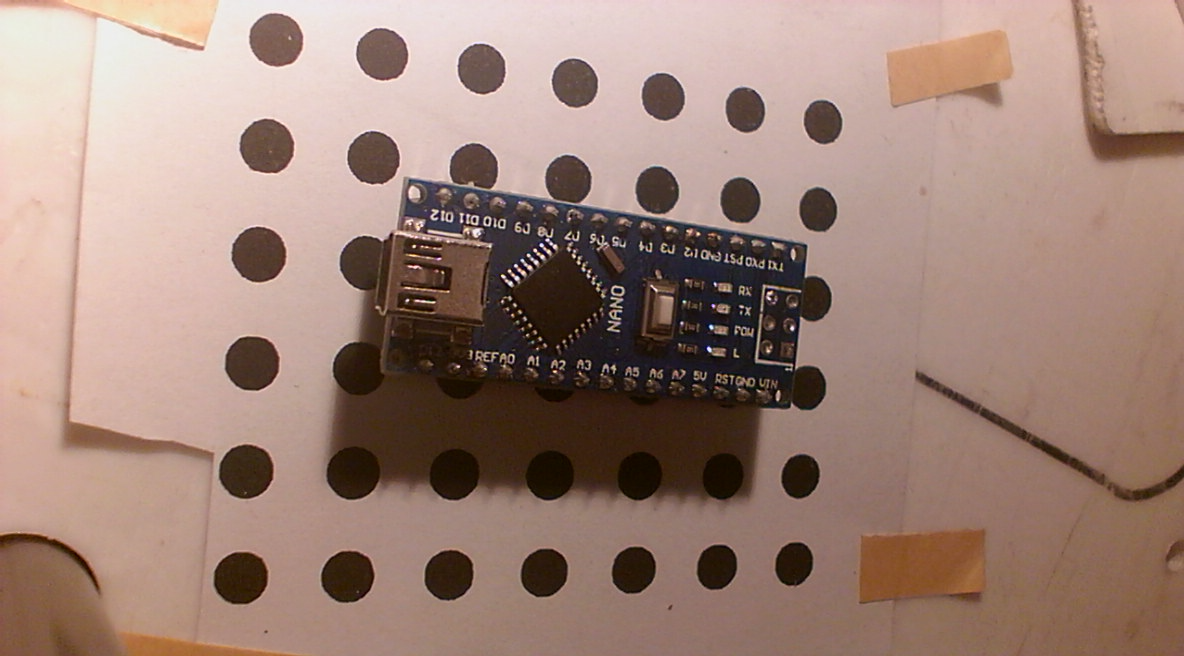 D12 D11 D10 D9 D8 D7 D6 D5 D4 D3 D2 GND RST RX0 TX1
NANO
RX
TX
POW
L
REF A0 A1 A2 A3 A4 A5 A6 A7 5V RST GND VIN